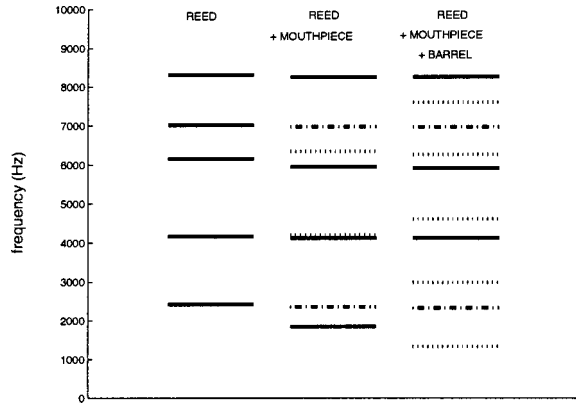 REED
REED
+ MOUTHPIECE
REED
+ MOUTHPIECE
+ BARREL
frequency (Hz)
10000
9000
8000
7000
6000
5000
4000
3000
2000
1000
0